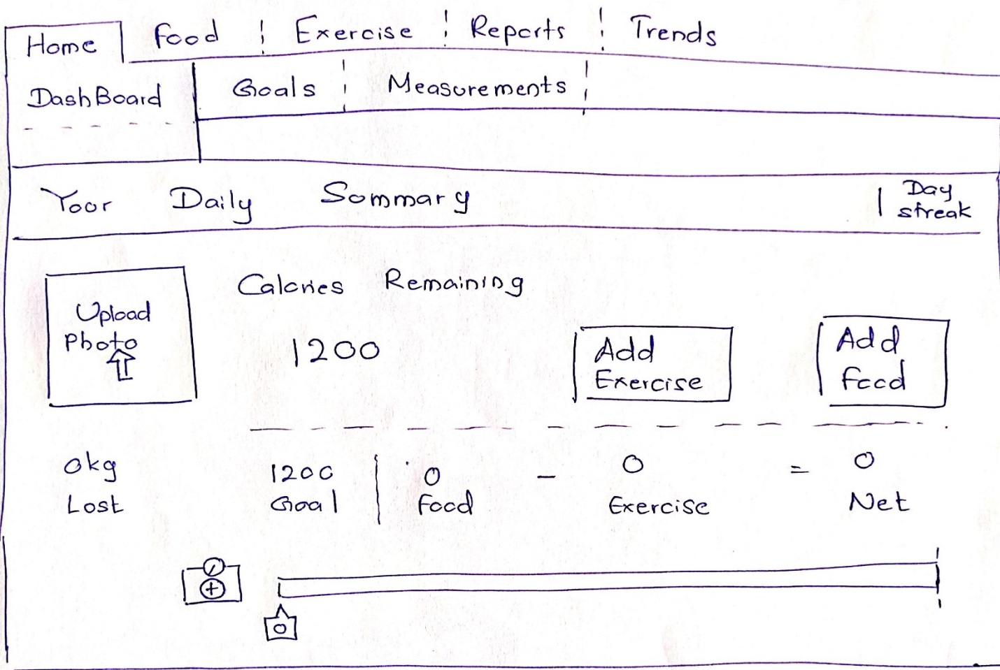 Home Food Exercise Reports Trends
DashBoard Goals Measurements
Your Daily Summary
Day
streak
Upload
Photo
Calories Remaining
1200
Add
Exercise
Add
Food
0kg
Lost
1200 | 0 - 0 = 0
Goal Food Exercise Net
0